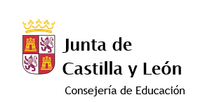 Junta de
Castilla y León
Consejería de Educación